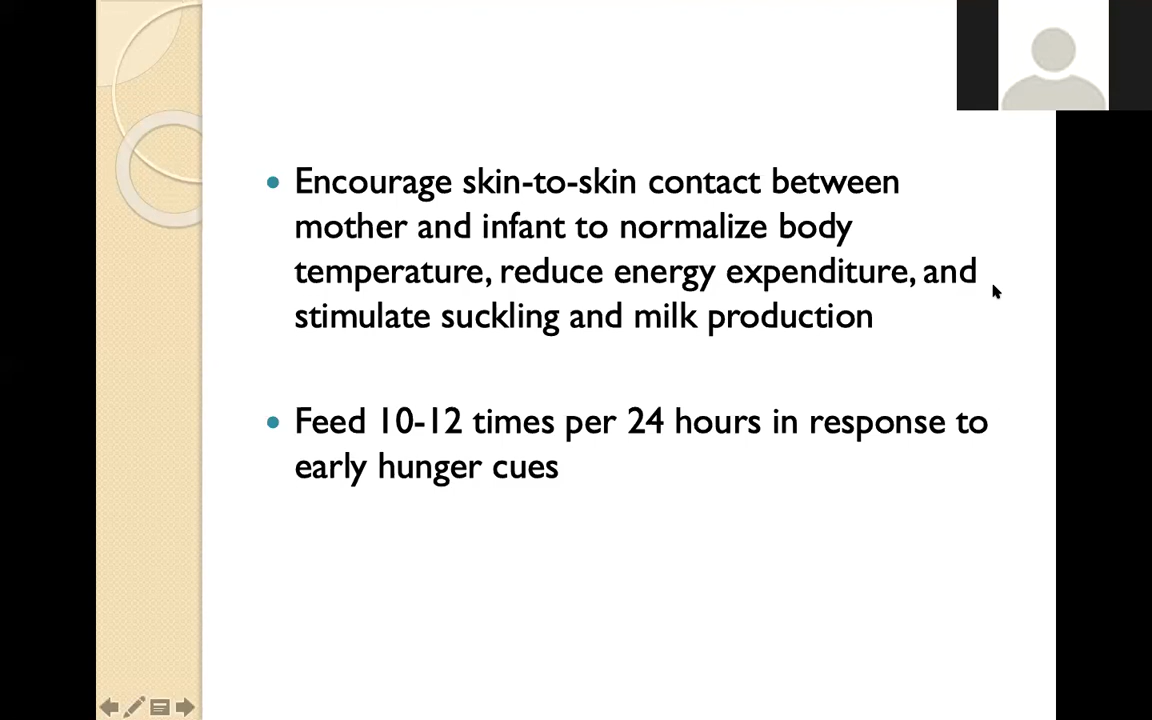 Encourage skin-to-skin contact between
mother and infant to normalize body
temperature, reduce energy expenditure, and
stimulate suckling and milk production
Feed 10-12 times per 24 hours in response to
early hunger cues